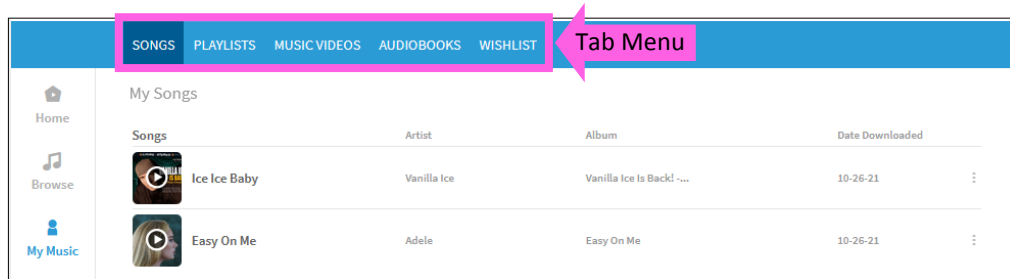 SONGS PLAYLISTS MUSIC VIDEOS AUDIOBOOKS WISHLIST Tab Menu
My Songs
Home
Songs Artist Album Date Downloaded
Browse
Ice Ice Baby Vanilla Ice Vanilla Ice Is Back! -... 10-26-21
My Music
Easy On Me Adele Easy On Me 10-26-21